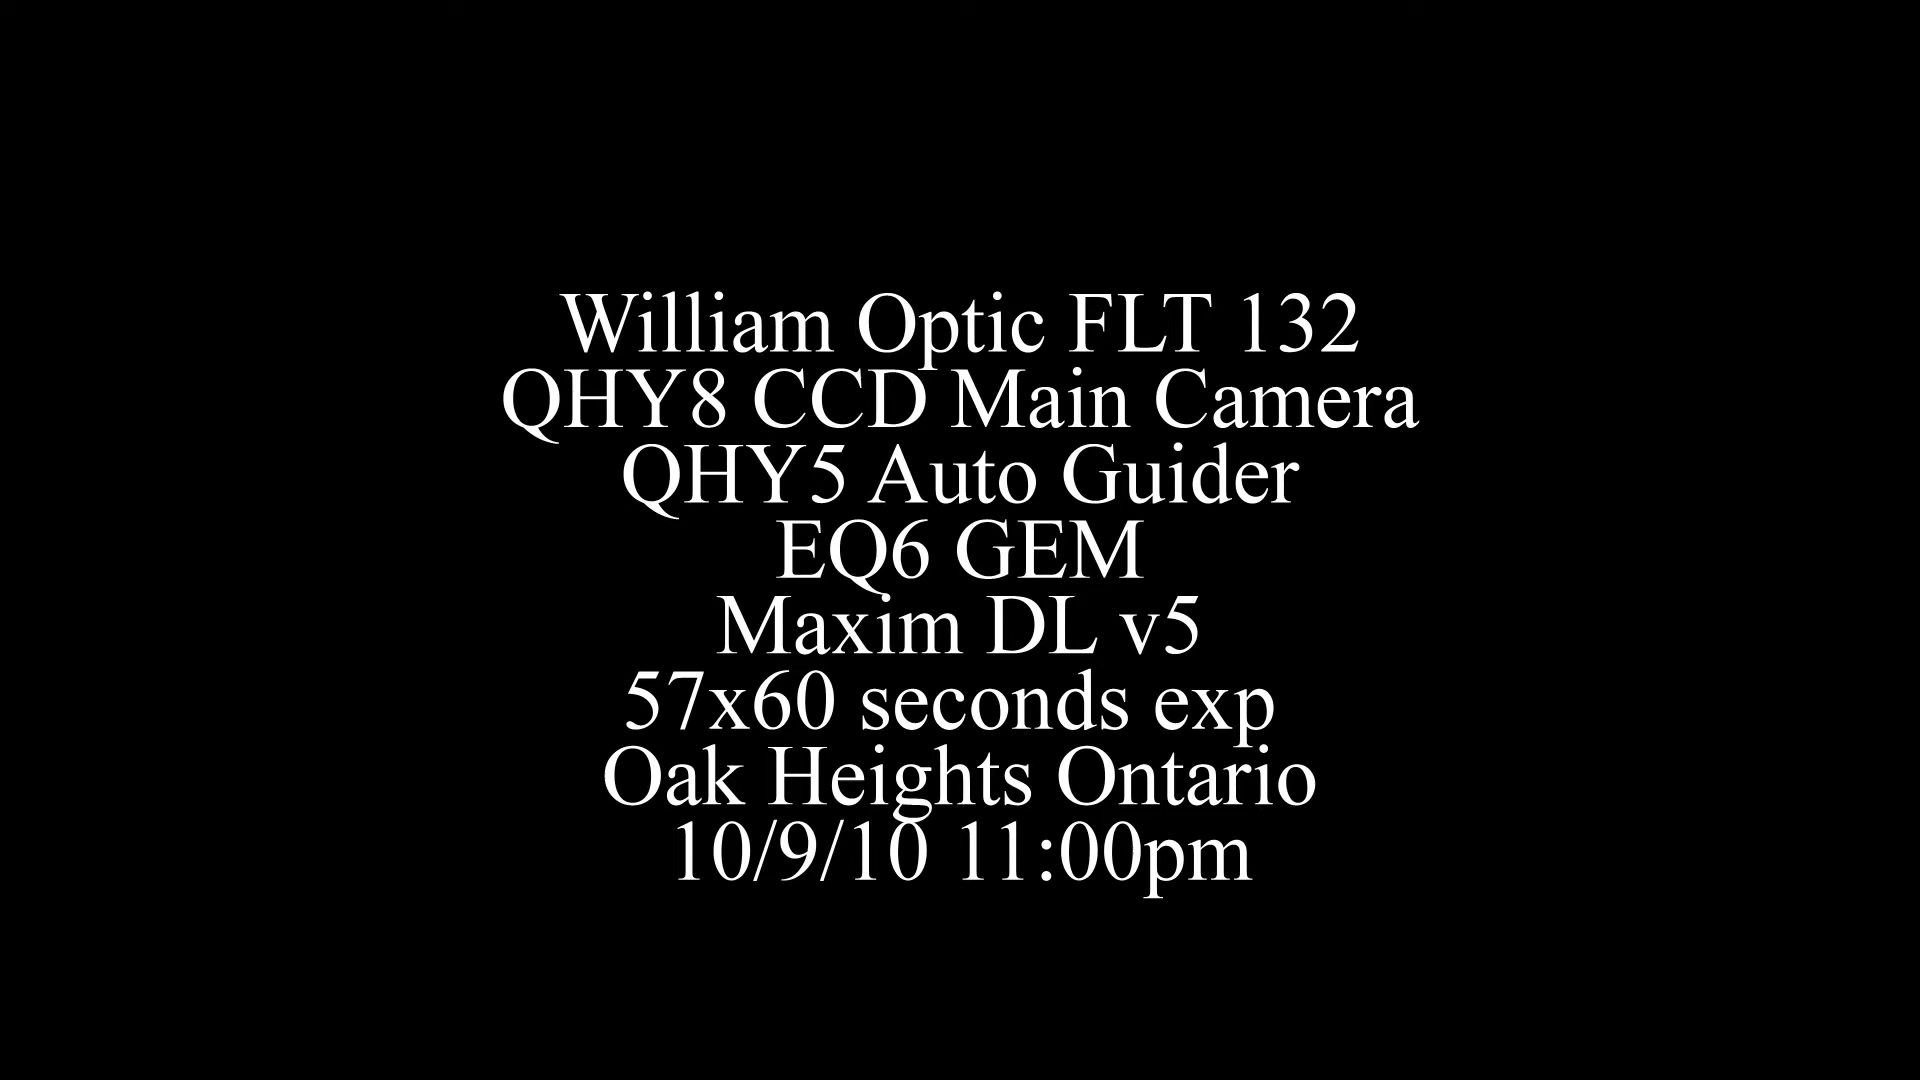 William Optic FLT 132
QHY8 CCD Main Camera
QHY5 Auto Guider
EQ6 GEM
Maxim DL v5
57x60 seconds exp
Oak Heights Ontario
10/9/10 11:00pm